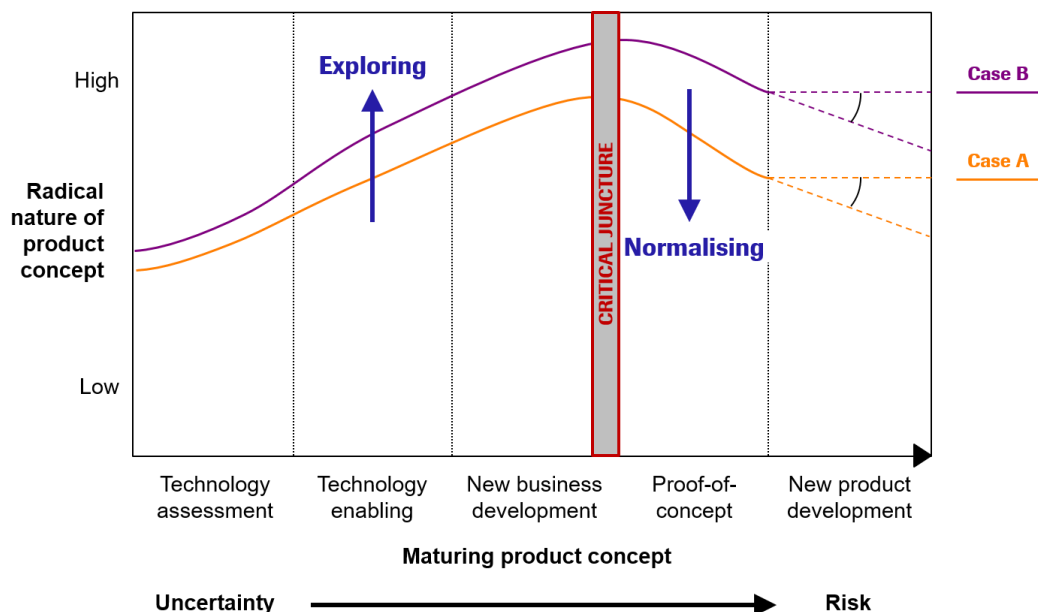 High
Exploring
Case B
Case A
Radical
nature of
product
concept
CRITICAL JUNCTURE
Normalising
Low
Technology
assessment
Technology
enabling
New business
development
Proof-of-
concept
New product
development
Maturing product concept
Uncertainty
Risk